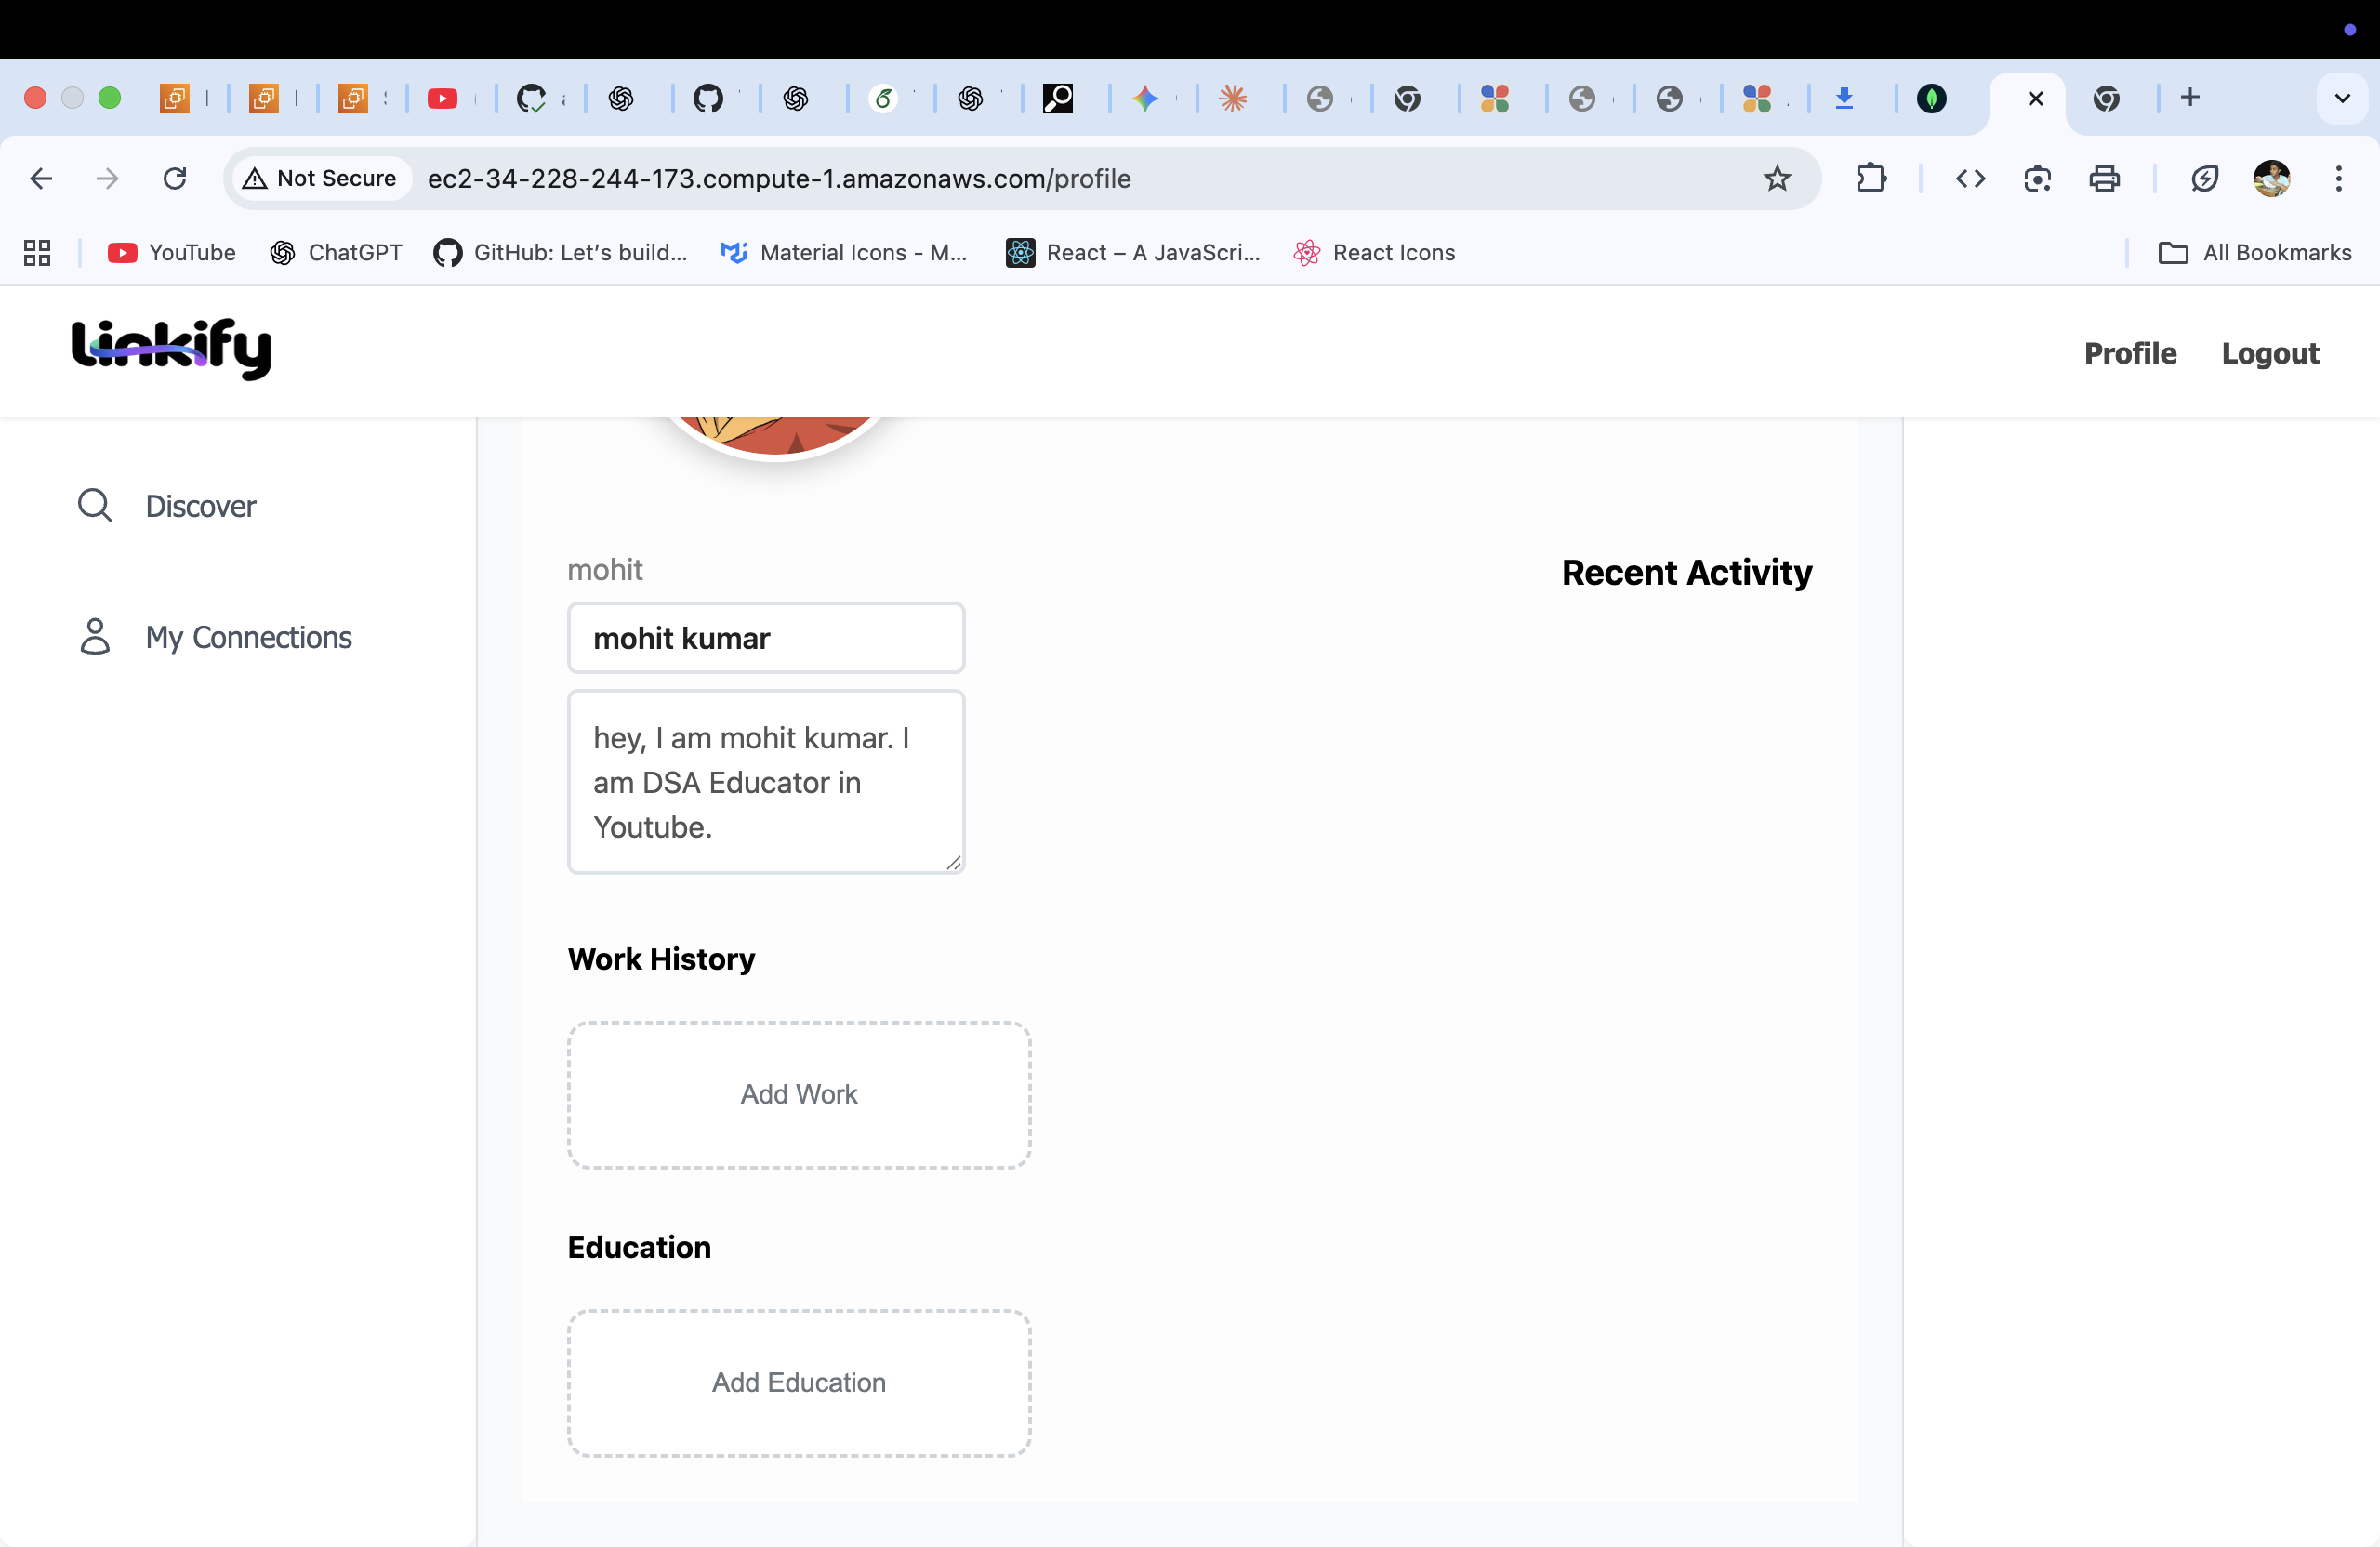 Not Secure
ec2-34-228-244-173.compute-1.amazonaws.com/profile
YouTube
ChatGPT
GitHub: Let’s build...
Material Icons - M...
React – A JavaScri...
React Icons
All Bookmarks
Linkify
Profile
Logout
Discover
My Connections
mohit
mohit kumar
hey, I am mohit kumar. I
am DSA Educator in
Youtube.
Recent Activity
Work History
Add Work
Education
Add Education